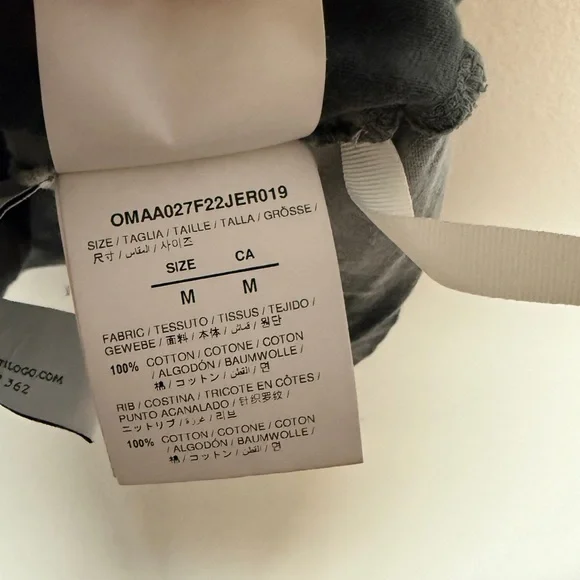 OMAA027F22JER019
SIZE / TAGLIA / TAILLE / TALLA / GRÖSSE /
尺寸 / المقاس / 사이즈
SIZE CA
M M
FABRIC / TESSUTO / TISSUS / TEJIDO /
GEWEBE / 面料 / 本体 / قماش / 원단
100% COTTON / COTONE / COTON
/ ALGODÓN / BAUMWOLLE /
棉 / コットン / القطن / 면
RIB / COSTINA / TRICOTE EN CÔTES /
PUNTO ACANALADO / 针织罗纹 /
ニットリブ / / 리브
100% COTTON / COTONE / COTON
/ ALGODÓN / BAUMWOLLE /
棉 / コットン / القطن / 면
ILOGO.COM
362